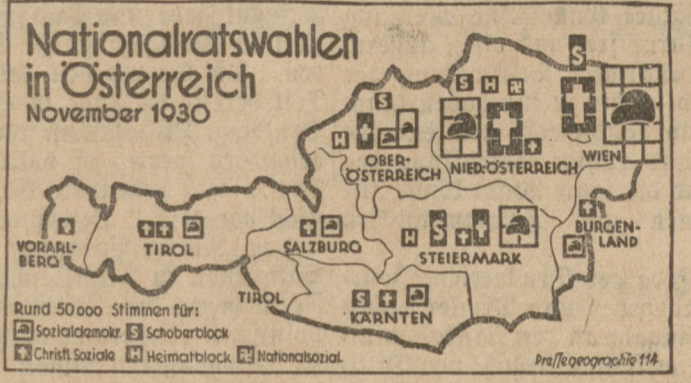 Nationalratswahlen
in Österreich
November 1930
S
S H
S
H
OBER-
ÖSTERREICH
NIED:ÖSTERREICH
WIEN
VORARL-
BERG
TIROL
SALZBURG
H S
STEIERMARK
BURGEN-
LAND
TIROL
S
KÄRNTEN
Rund 50000 Stimmen für:
Sozialdemokr. S Schoberblock
Christl. Soziale H Heimatblock Nationalsozial.
Pressegeographie 114